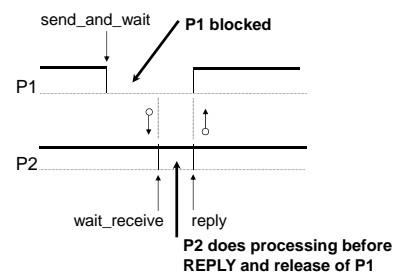 send_and_wait
P1 blocked
P1
P2
wait_receive
reply
P2 does processing before
REPLY and release of P1